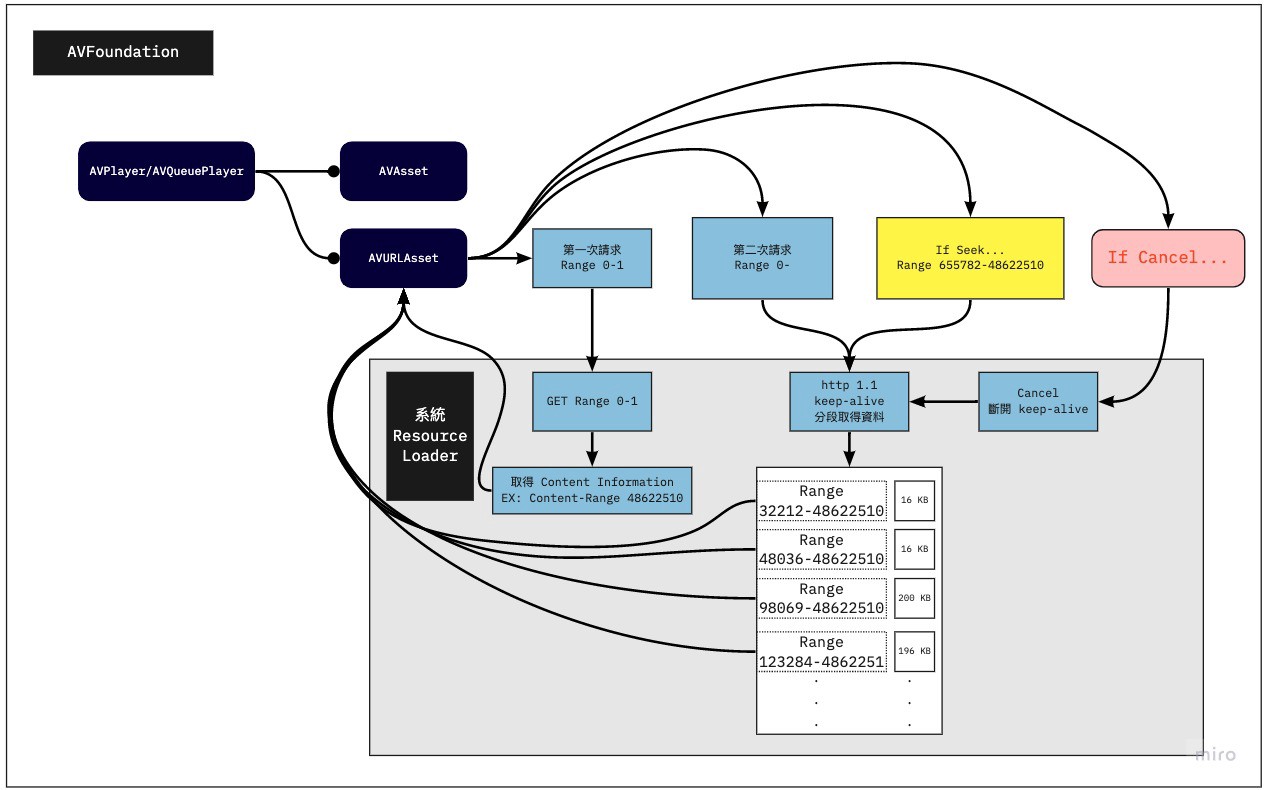 AVFoundation
AVPlayer/AVQueuePlayer
AVAsset
AVURLAsset
第一次請求
Range 0-1
第二次請求
Range 0-
If Seek...
Range 655782-48622510
If Cancel...
系統
Resource
Loader
GET Range 0-1
http 1.1
keep-alive
分段取得資料
Cancel
斷開 keep-alive
取得 Content Information
EX: Content-Range 48622510
Range
32212-48622510
16 KB
Range
48036-48622510
16 KB
Range
98069-48622510
200 KB
Range
123284-4862251
196 KB
. .
. .
. .
miro